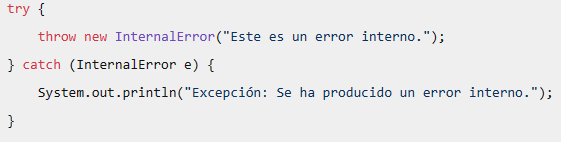 try {
    throw new InternalError("Este es un error interno.");
} catch (InternalError e) {
    System.out.println("Excepción: Se ha producido un error interno.");
}